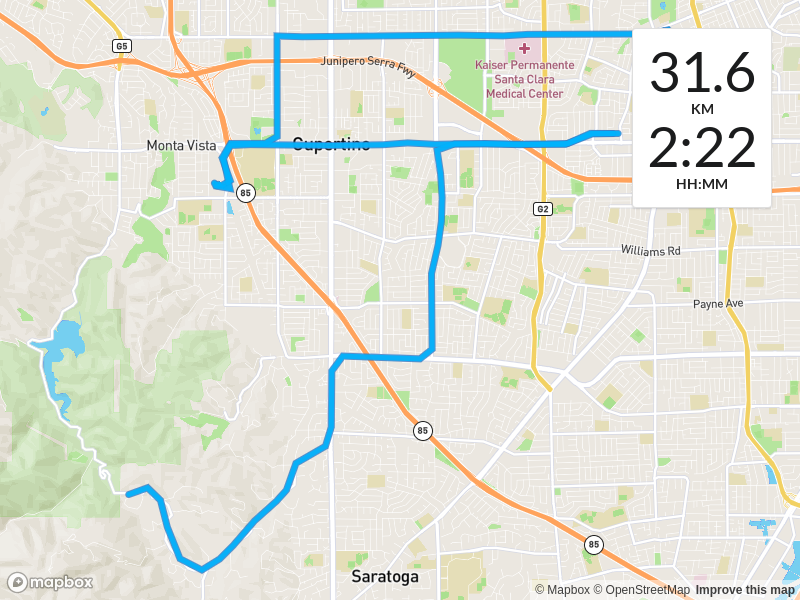 G5
Junipero Serra Fwy
Kaiser Permanente
Santa Clara
Medical Center
31.6
KM
2:22
HH:MM
Monta Vista
Cupertino
85
G2
Williams Rd
Payne Ave
85
85
Saratoga
mapbox
© Mapbox © OpenStreetMap Improve this map